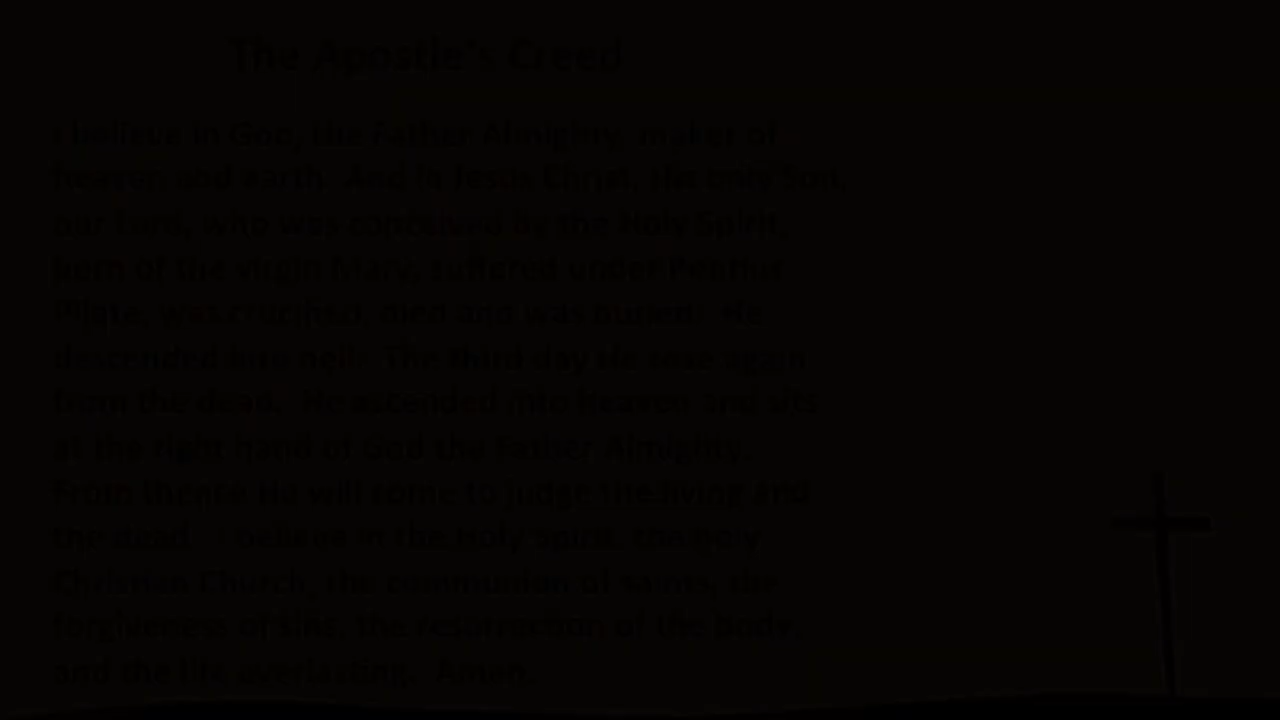 The Apostle's Creed
I believe in God, the Father Almighty, maker of
heaven and earth. And in Jesus Christ, His only Son,
our Lord, who was conceived by the Holy Spirit,
born of the virgin Mary, suffered under Pontius
Pilate, was crucified, died and was buried. He
descended into hell. The third day He rose again
from the dead. He ascended into heaven and sits
at the right hand of God the Father Almighty.
From thence He will come to judge the living and
the dead. I believe in the Holy Spirit, the holy
Christian Church, the communion of saints, the
forgiveness of sins, the resurrection of the body,
and the life everlasting. Amen.